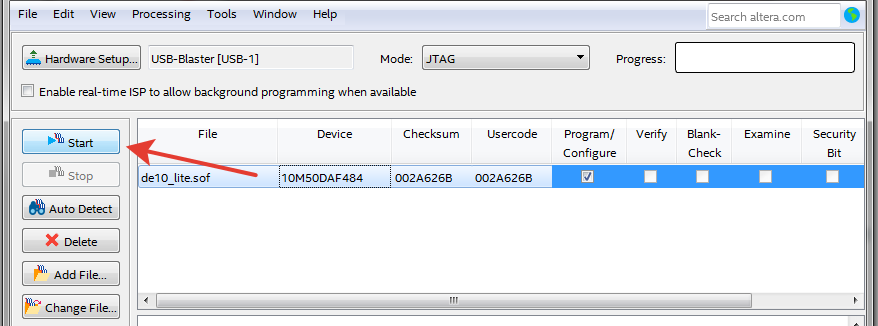 File Edit View Processing Tools Window Help Search altera.com
Hardware Setup... USB-Blaster [USB-1] Mode: JTAG Progress:
Enable real-time ISP to allow background programming when available
Start
Stop
Auto Detect
Delete
Add File...
Change File...
File Device Checksum Usercode Program/ Verify Blank- Examine Security
Configure Check Bit
de10_lite.sof 10M50DAF484 002A626B 002A626B